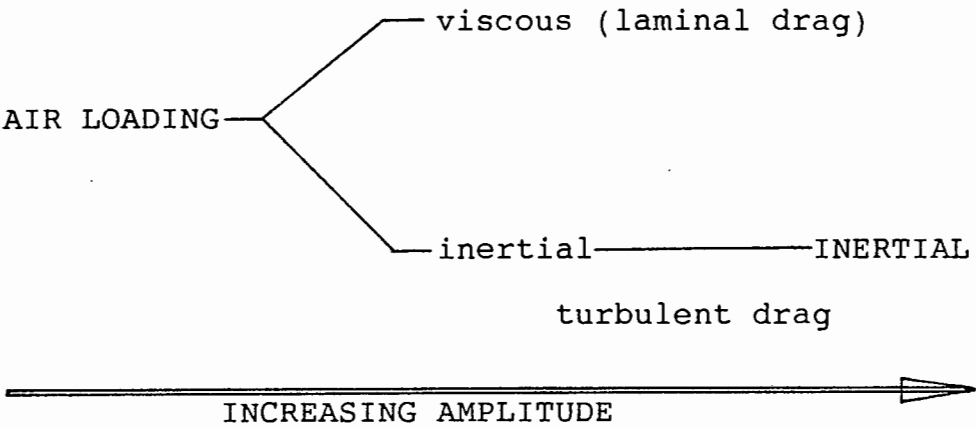 viscous (laminal drag)
AIR LOADING
inertial INERTIAL
turbulent drag
INCREASING AMPLITUDE